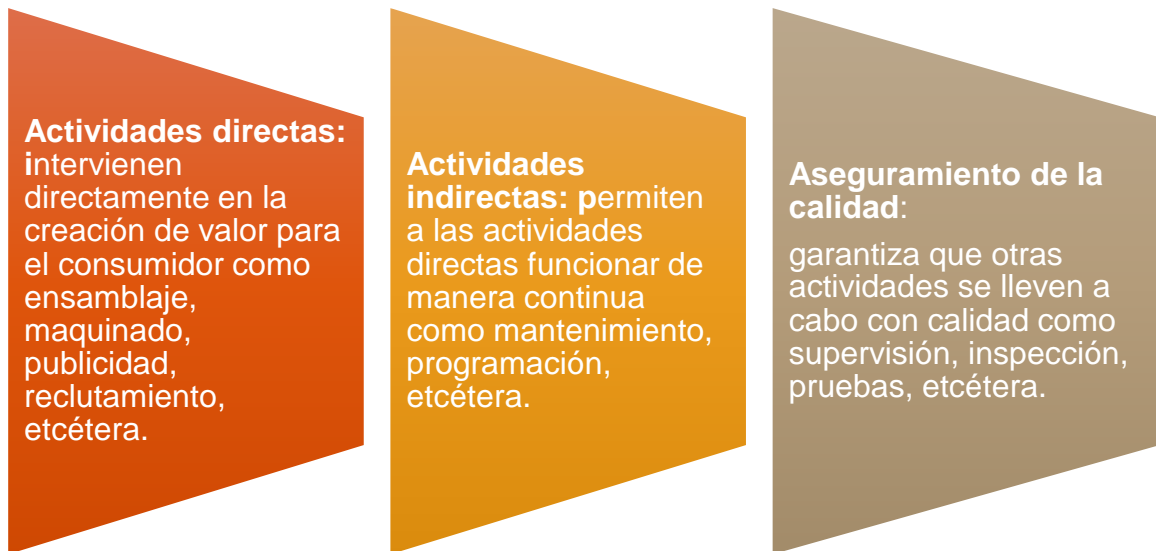 Actividades directas:
intervienen
directamente en la
creación de valor para
el consumidor como
ensamblaje,
maquinado,
publicidad,
reclutamiento,
etcétera.
Actividades
indirectas: permiten
a las actividades
directas funcionar de
manera continua
como mantenimiento,
programación,
etcétera.
Aseguramiento de la
calidad:
garantiza que otras
actividades se lleven a
cabo con calidad como
supervisión, inspección,
pruebas, etcétera.